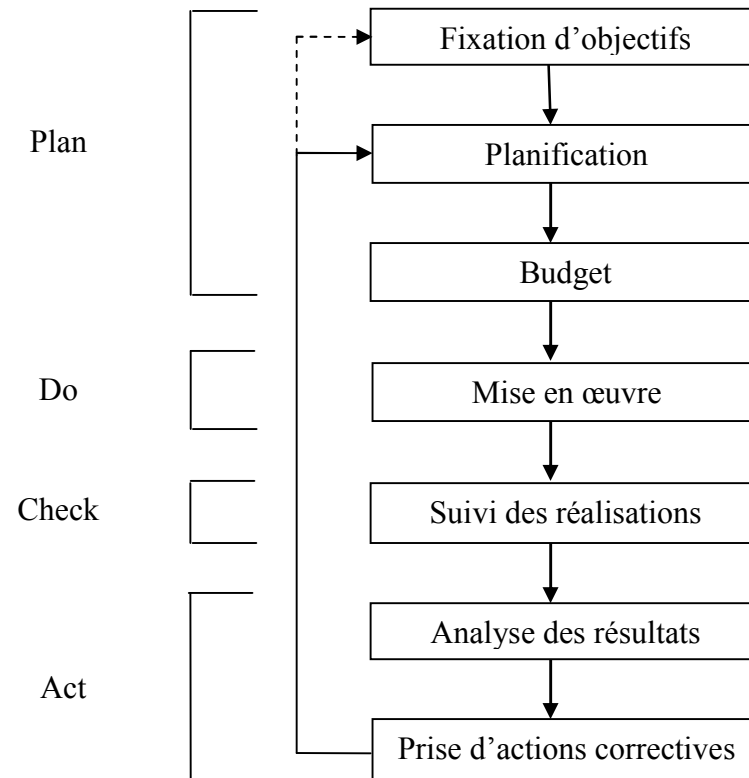 Fixation d’objectifs
Plan
Planification
Budget
Do
Mise en œuvre
Check
Suivi des réalisations
Analyse des résultats
Act
Prise d’actions correctives